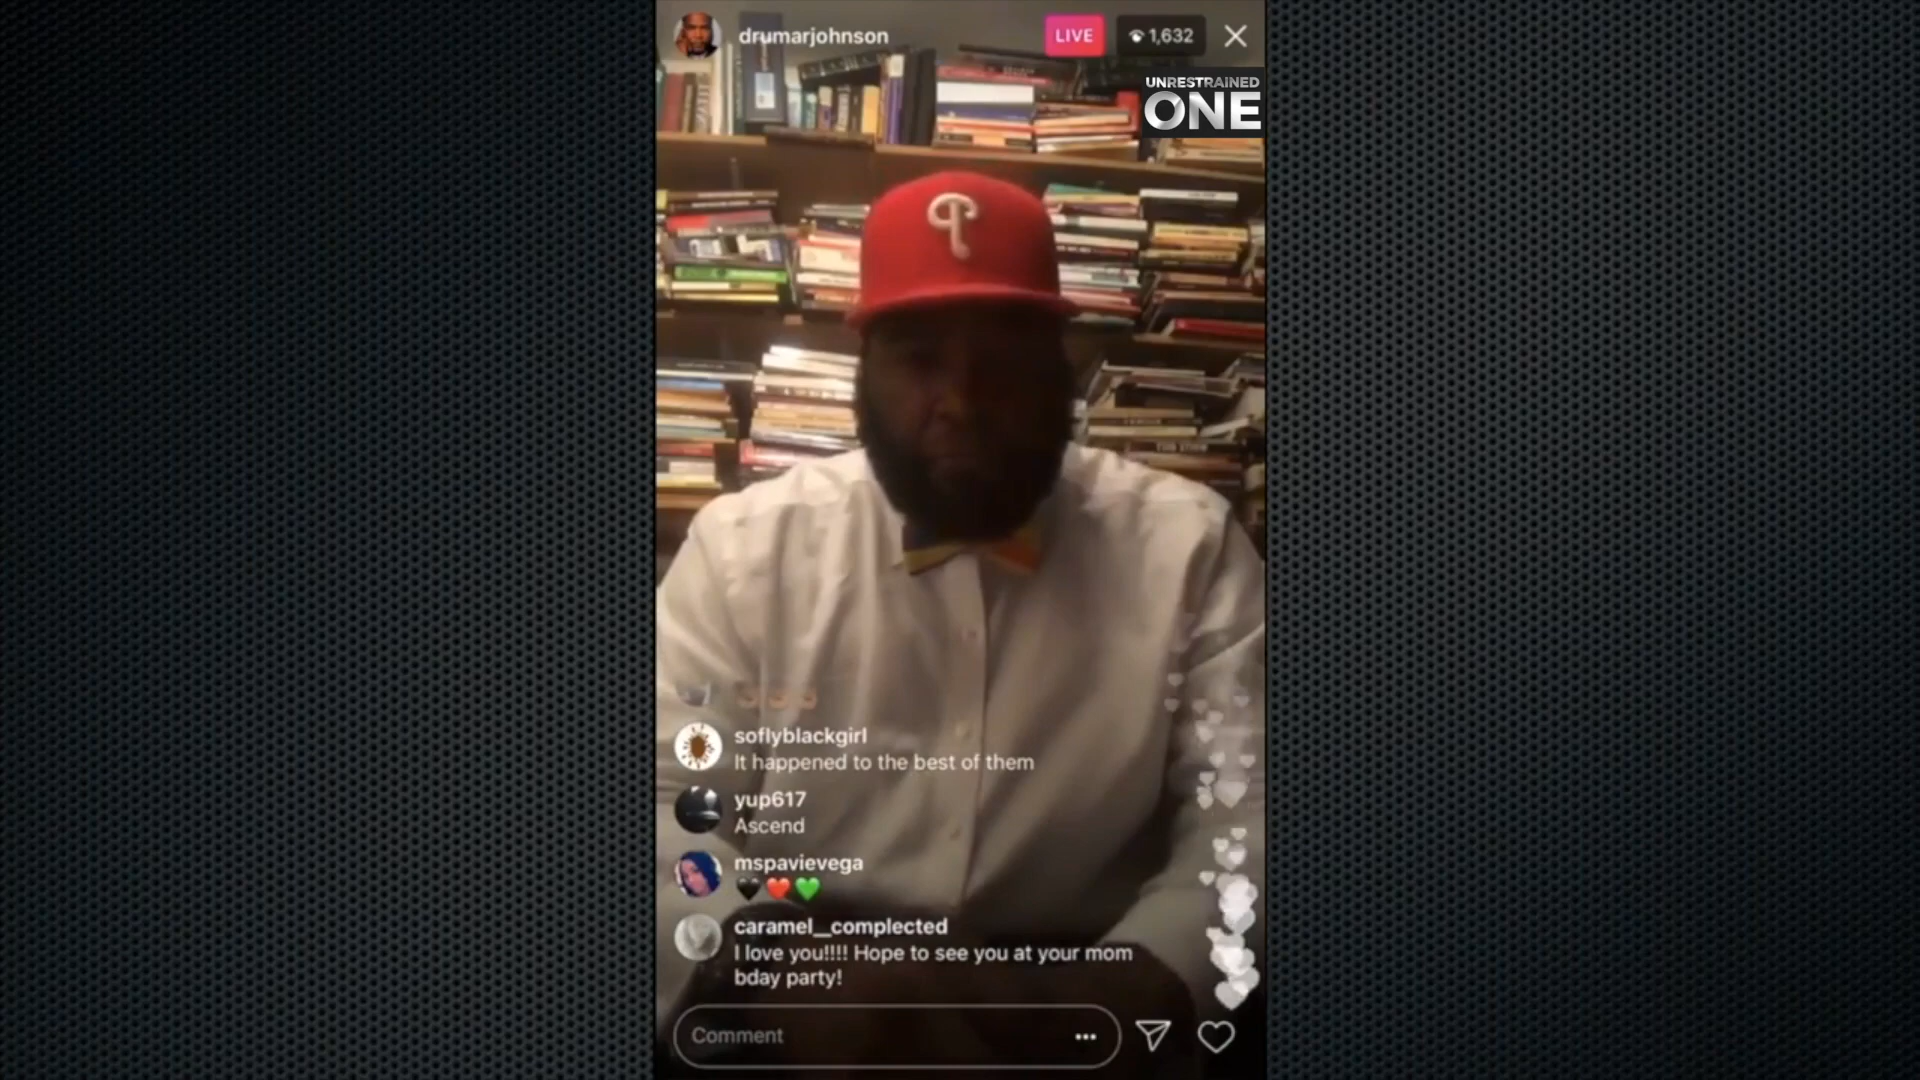 drumarjohnson
LIVE
1,632
UNRESTRAINED
ONE
P
soflyblackgirl
It happened to the best of them
yup617
Ascend
mspavievega
🖤❤️💚
caramel__complected
I love you!!!! Hope to see you at your mom
bday party!
Comment